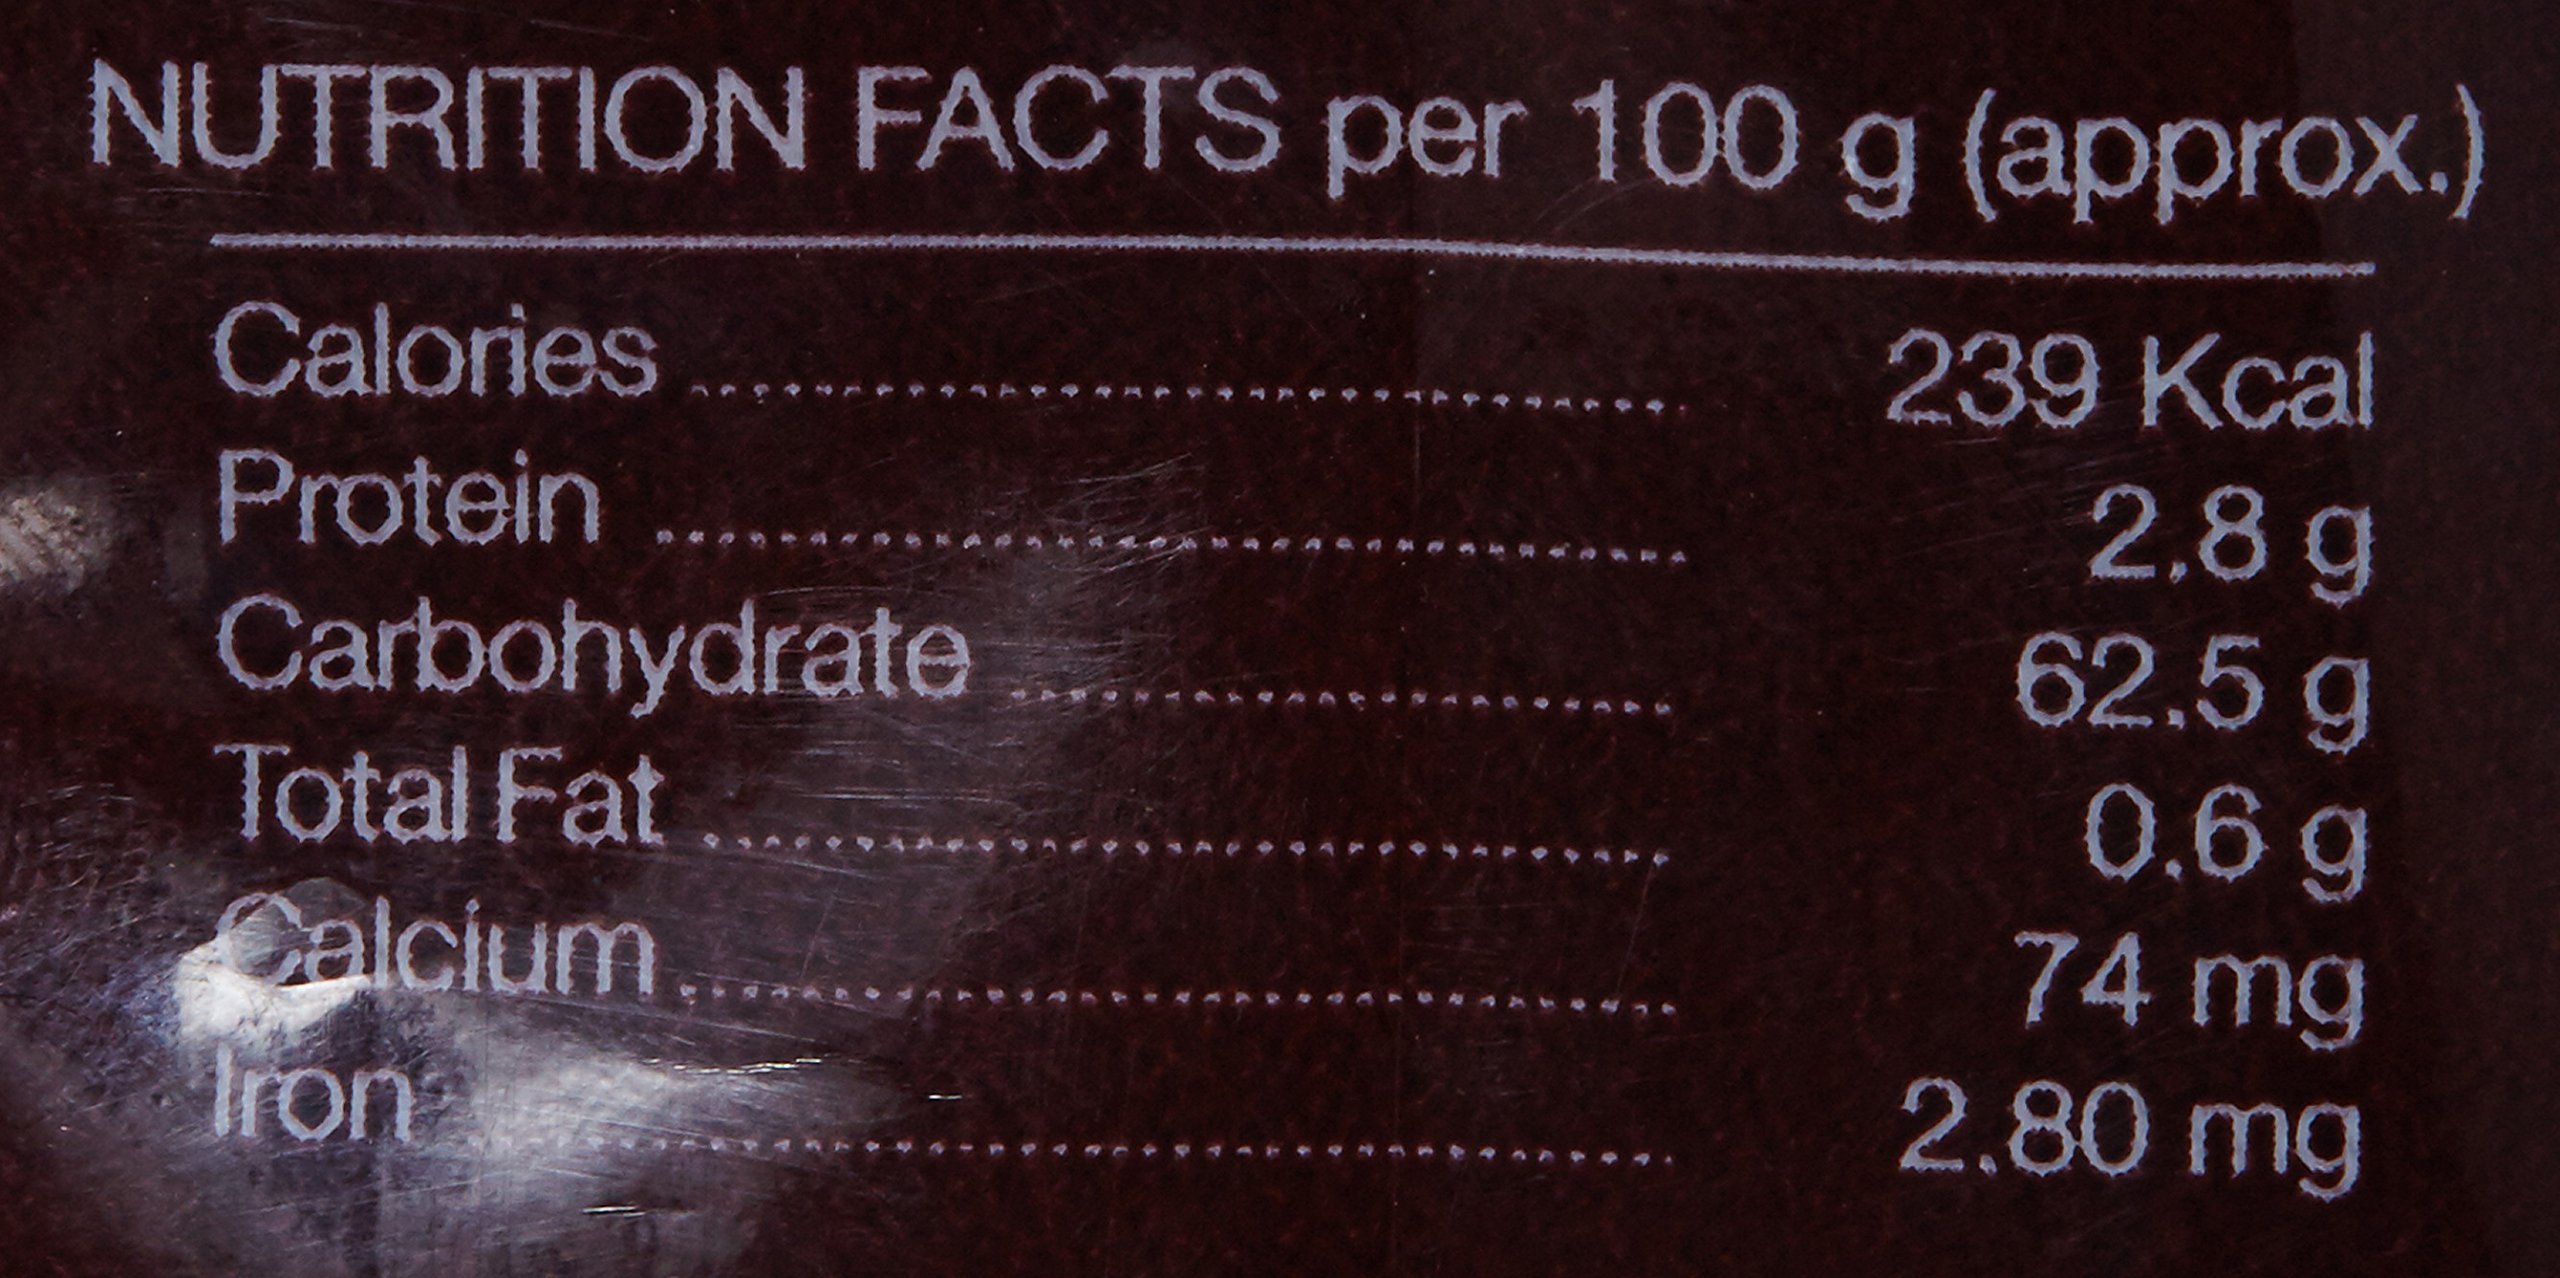 NUTRITION FACTS per 100 g (approx.)
Calories ................................ 239 Kcal
Protein .................................. 2.8 g
Carbohydrate ...................... 62.5 g
Total Fat ................................ 0.6 g
Calcium ................................. 74 mg
Iron ........................................ 2.80 mg